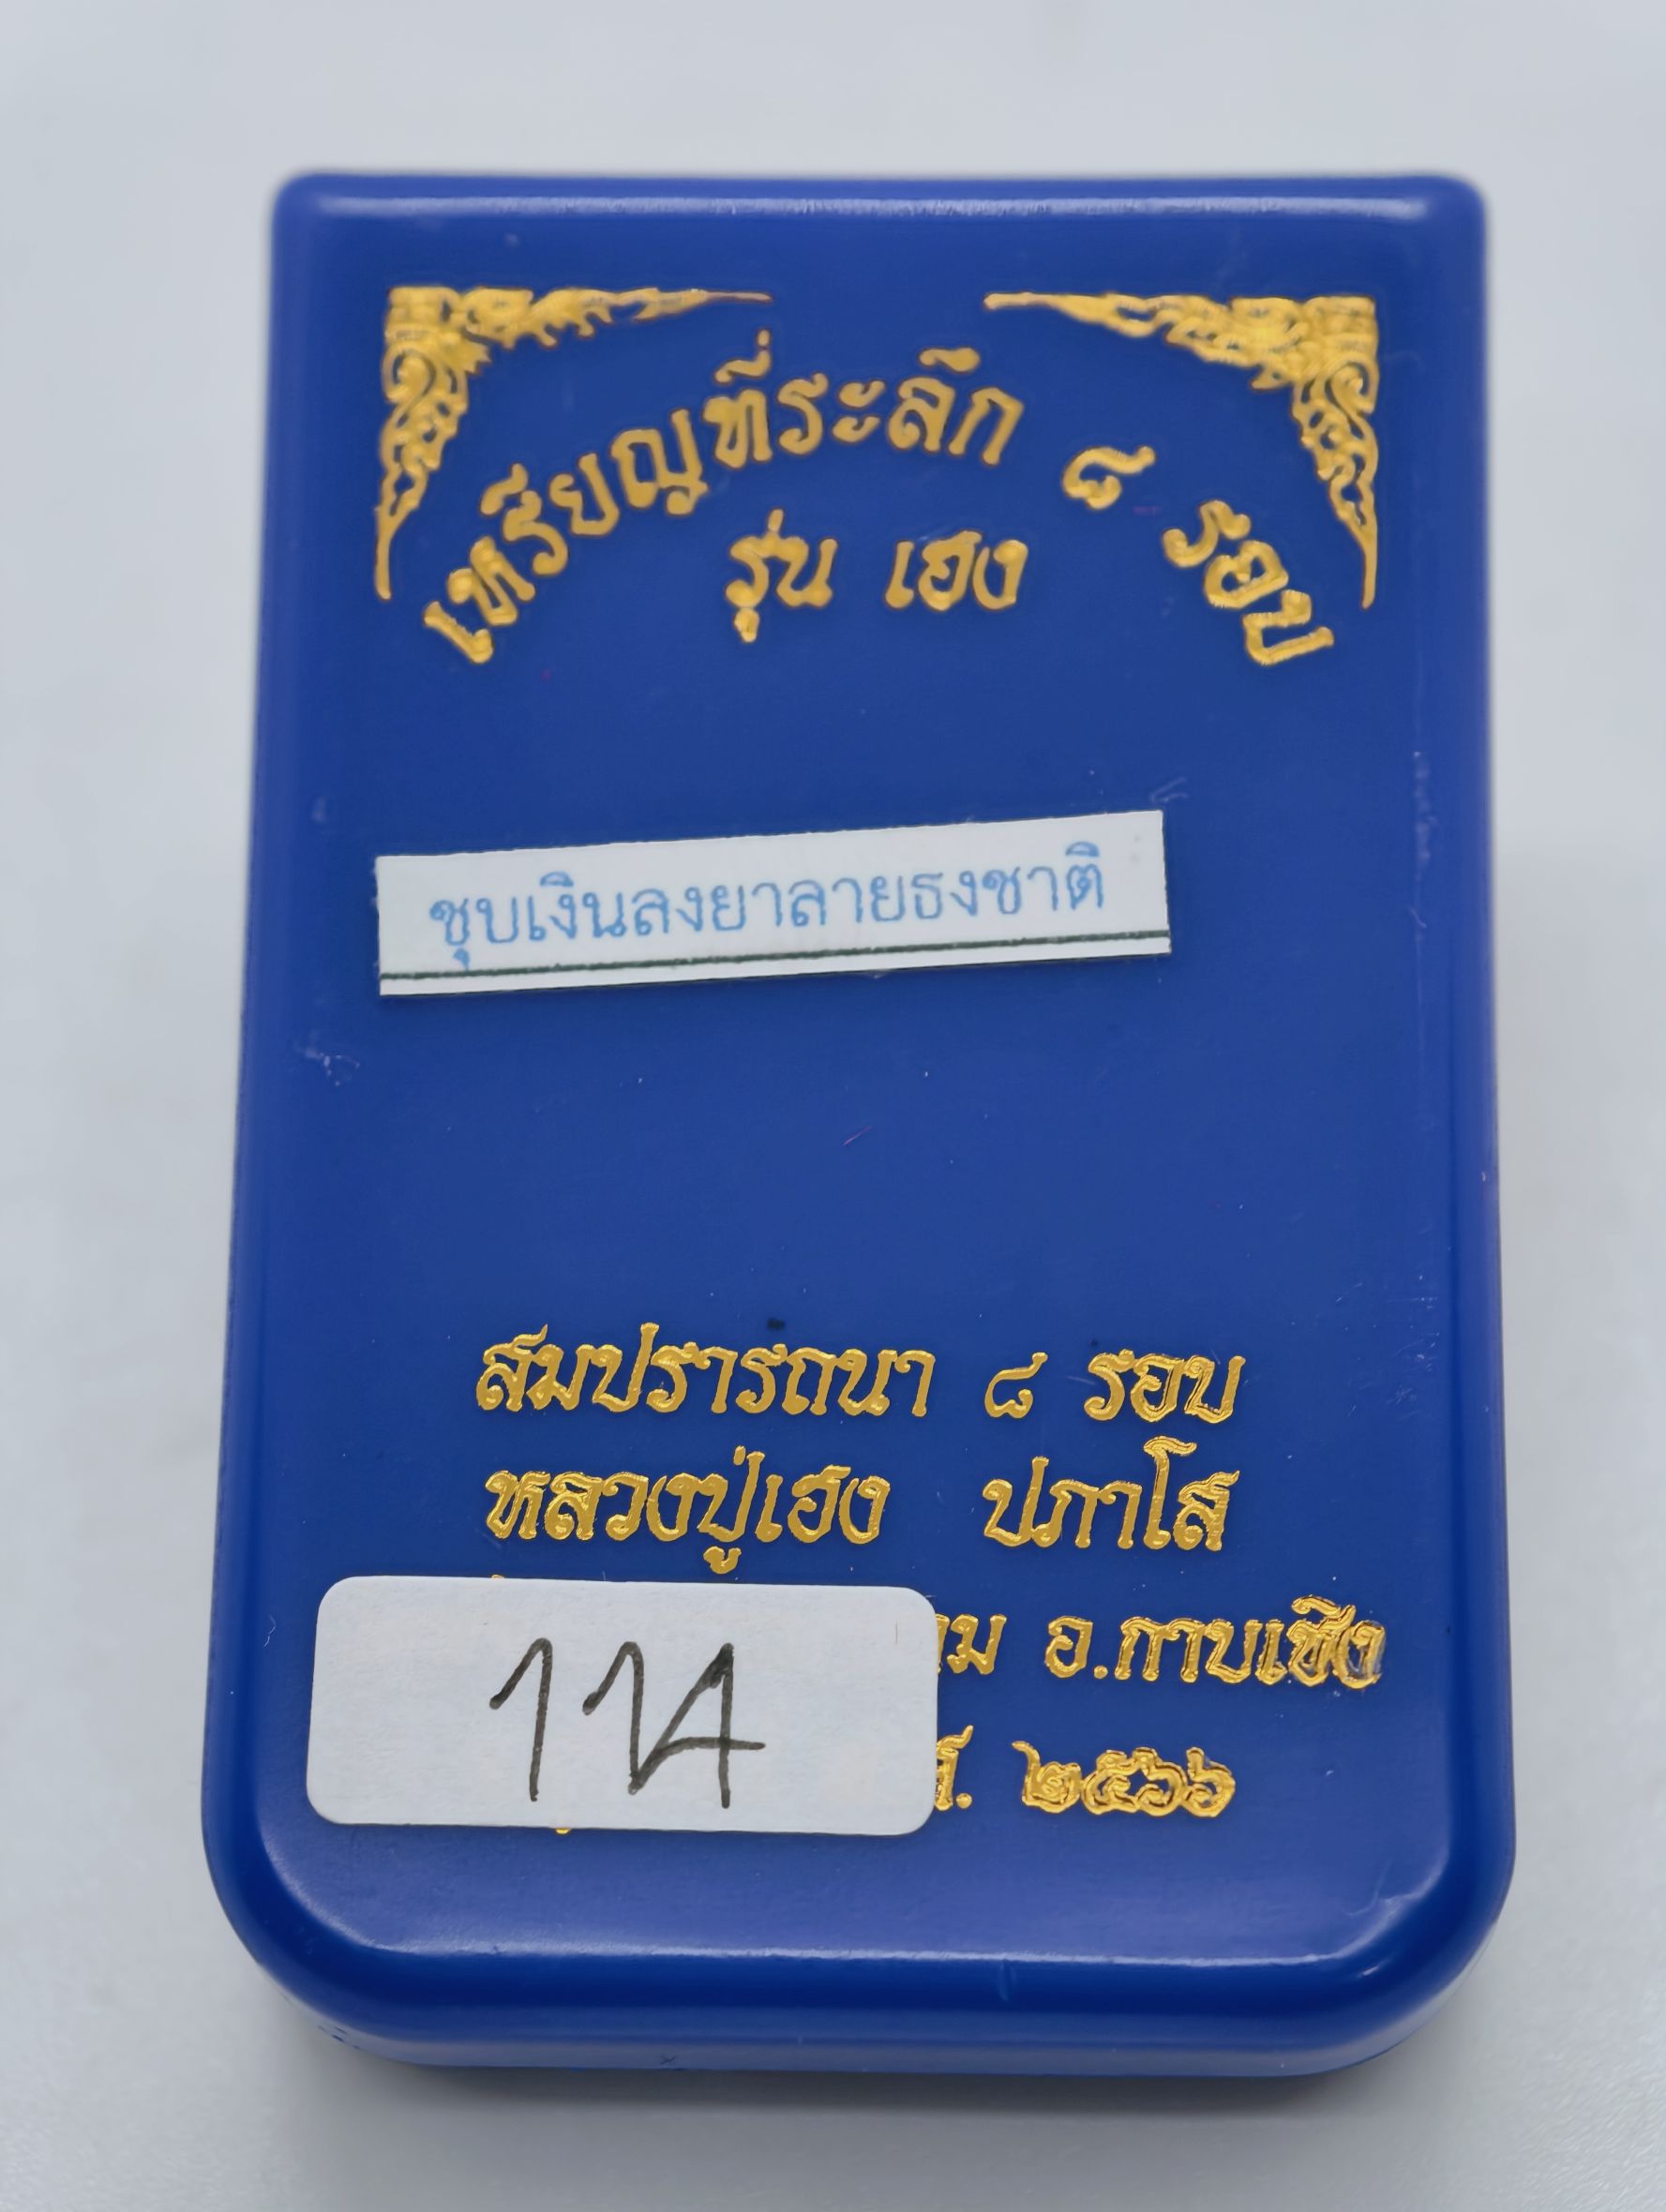 เหรียญที่ระลึก ๘ รอบ
รุ่น เฮง
ชุบเงินลงยาลายธงชาติ
สมปรารถนา ๘ รอบ
หลวงปู่เฮง ปภาโส
อ.กาบเชิง
๒๕๖๖
114